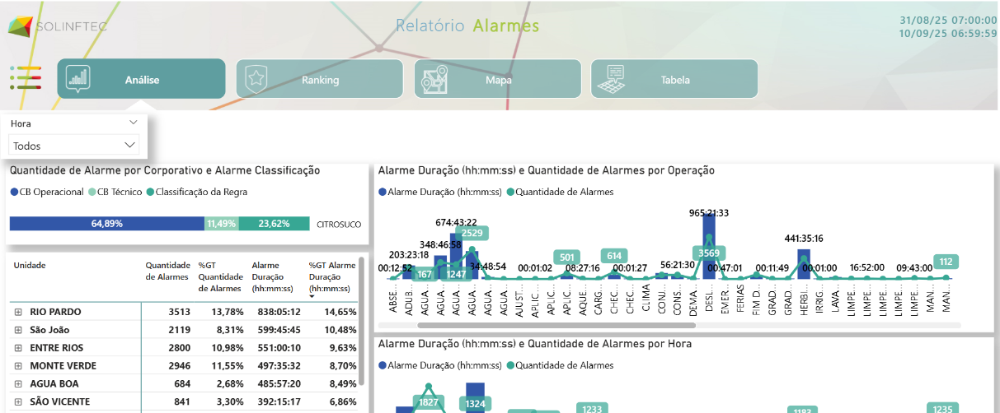 SOLINFTEC
Relatório Alarmes
31/08/25 07:00:00
10/09/25 06:59:59
Análise
Ranking
Mapa
Tabela
Hora
Todos
Quantidade de Alarme por Corporativo e Alarme Classificação
CB Operacional CB Técnico Classificação da Regra
64,89% 11,49% 23,62% CITROSUCO
Unidade Quantidade de Alarmes %GT Quantidade de Alarmes Alarme Duração (hh:mm:ss) %GT Alarme Duração (hh:mm:ss)
RIO PARDO 3513 13,78% 838:05:12 14,65%
São João 2119 8,31% 599:45:45 10,48%
ENTRE RIOS 2800 10,98% 551:00:10 9,63%
MONTE VERDE 2946 11,55% 497:35:32 8,70%
AGUA BOA 684 2,68% 485:57:20 8,49%
SÃO VICENTE 841 3,30% 392:15:17 6,86%
Alarme Duração (hh:mm:ss) e Quantidade de Alarmes por Operação
Alarme Duração (hh:mm:ss) Quantidade de Alarmes
965:21:33
674:43:22
2529
441:35:16
348:46:58
203:23:18
3569
501
614
112
00:12:52
167
1247
34:48:54
00:01:02
08:27:16
00:01:27
56:21:30
00:47:01
00:11:49
00:01:00
16:52:00
09:43:00
ABSE...
ADUB...
AGUA...
AGUA...
AGUA...
AGUA...
AGUA...
AGUA...
AJUST...
APLIC...
APLIC...
APLIC...
AQUE...
CARG...
CHEC...
CHEC...
CLIMA
CONJ...
CONS...
DEMA...
DESL...
EMER...
FERIAS
FIM D...
GRAD...
GRAD...
HERBI...
IRRIG...
LAVA...
LIMPE...
LIMPE...
LIMPE...
LIMPE...
LIMPE...
MAN...
MAN...
Alarme Duração (hh:mm:ss) e Quantidade de Alarmes por Hora
Alarme Duração (hh:mm:ss) Quantidade de Alarmes
1827
1324
1233
1183
1235